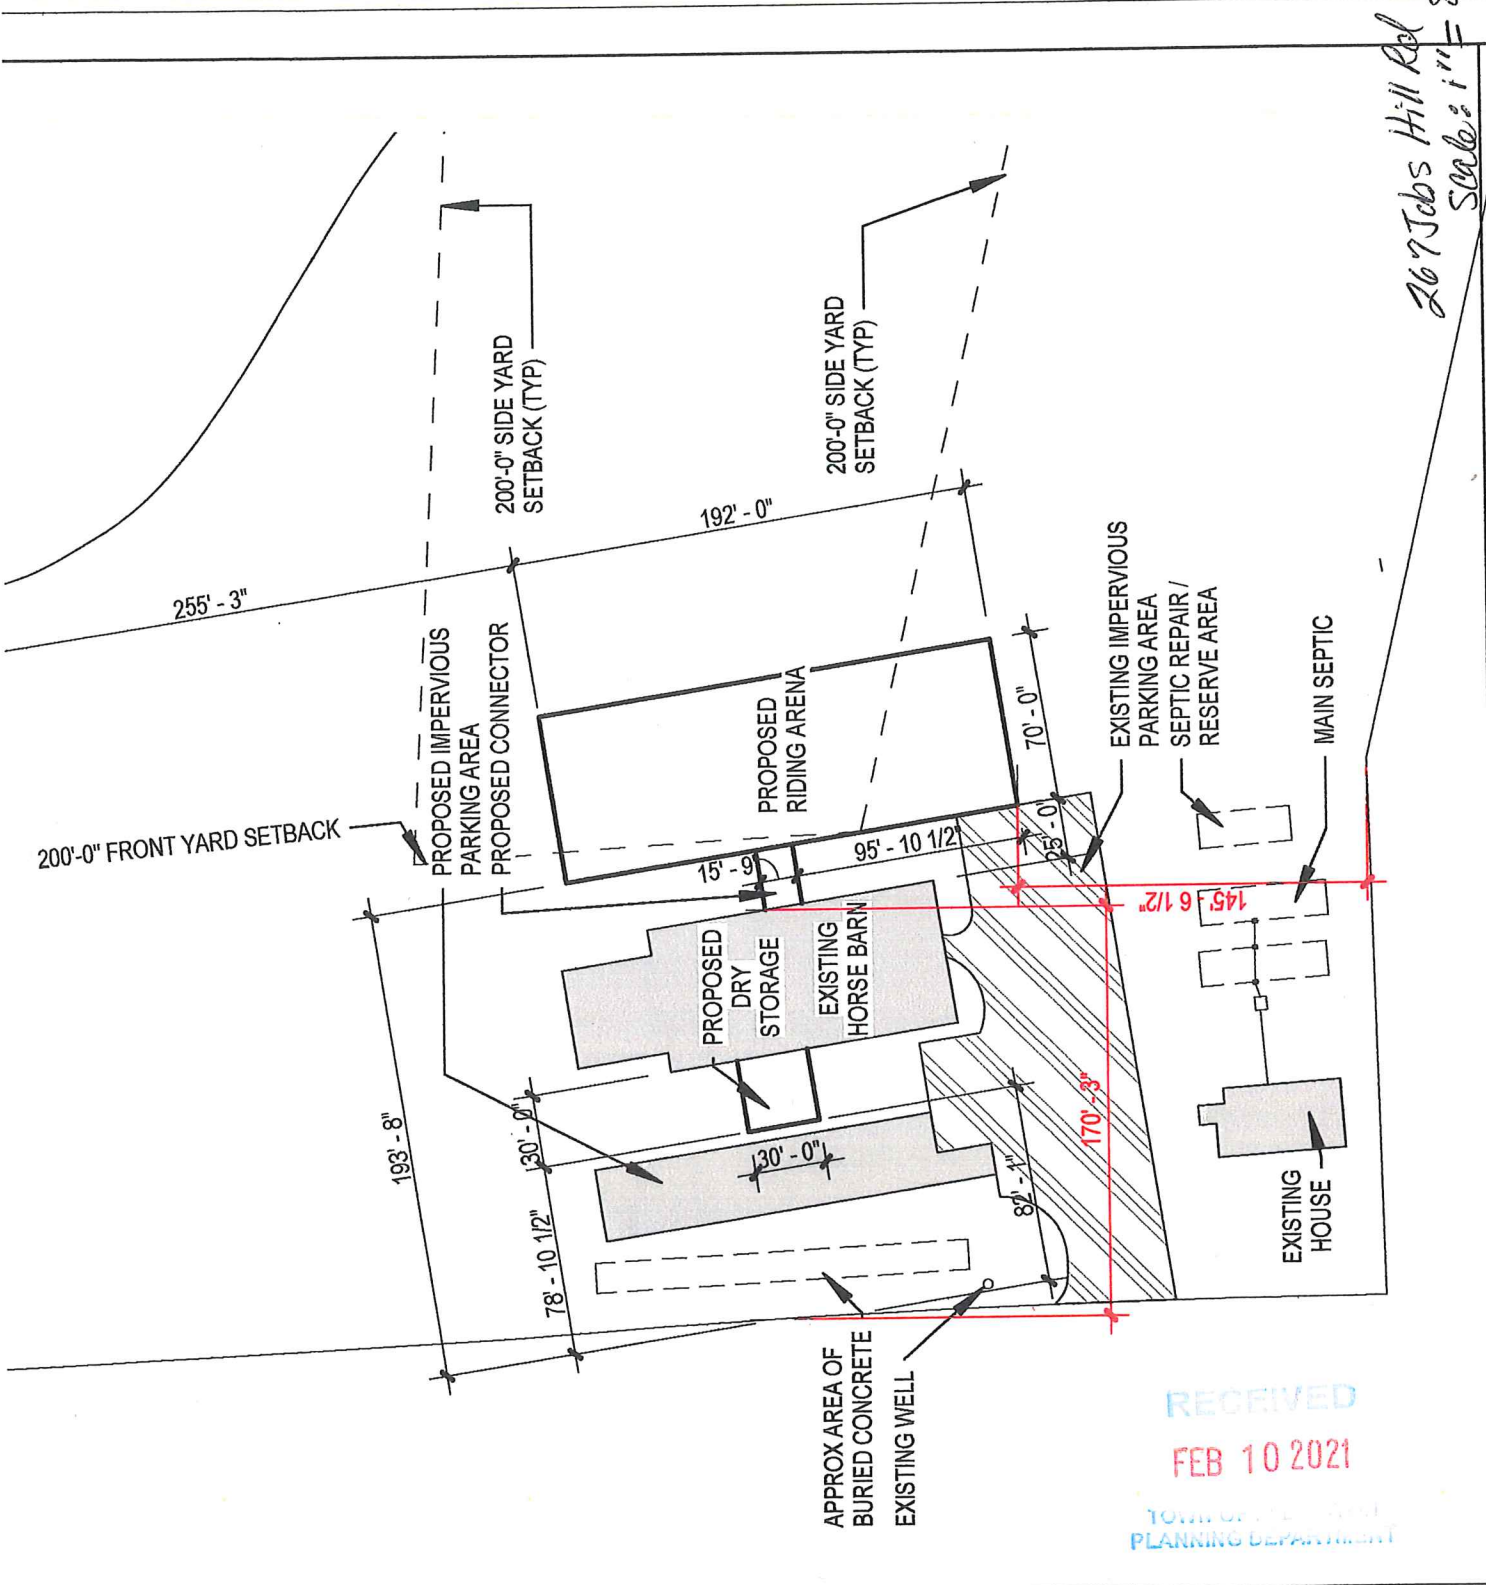 267 Jobs Hill Rd
Scale: 1" =
200'-0" SIDE YARD
SETBACK (TYP)
200'-0" SIDE YARD
SETBACK (TYP)
192' - 0"
255' - 3"
200'-0" FRONT YARD SETBACK
PROPOSED IMPERVIOUS
PARKING AREA
PROPOSED CONNECTOR
PROPOSED
RIDING ARENA
70' - 0"
EXISTING IMPERVIOUS
PARKING AREA
SEPTIC REPAIR /
RESERVE AREA
MAIN SEPTIC
15' - 9
95' - 10 1/2"
25' - 0"
145' - 6 1/2"
PROPOSED
DRY
STORAGE
EXISTING
HORSE BARN
193' - 8"
30' - 0"
30' - 0"
78' - 10 1/2"
82' - 1"
170' - 3"
EXISTING
HOUSE
APPROX AREA OF
BURIED CONCRETE
EXISTING WELL
RECEIVED
FEB 10 2021
TOWN OF
PLANNING DEPARTMENT